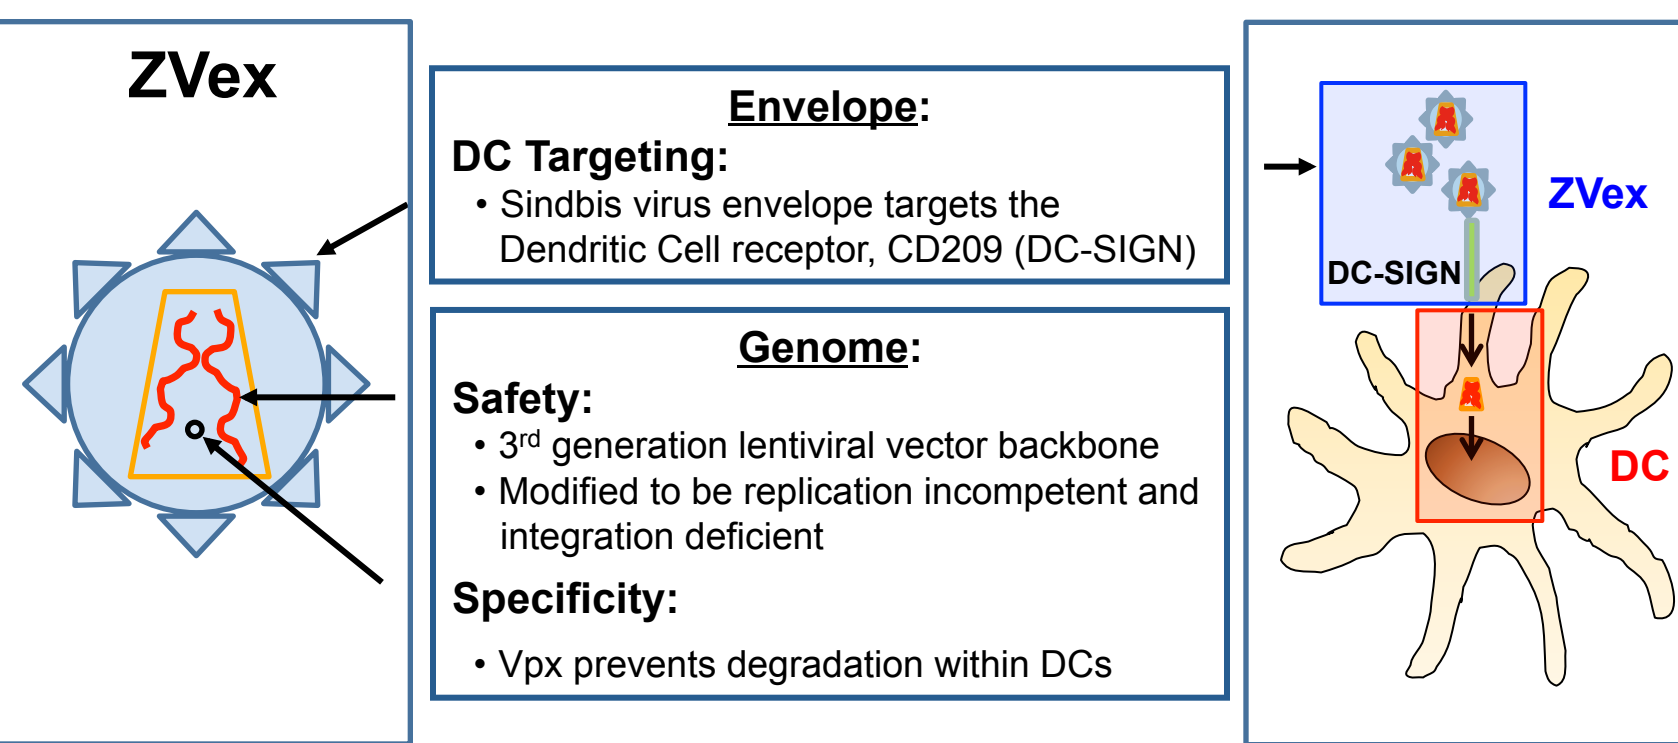 ZVex
Envelope:
DC Targeting:
• Sindbis virus envelope targets the
Dendritic Cell receptor, CD209 (DC-SIGN)
Genome:
Safety:
• 3rd generation lentiviral vector backbone
• Modified to be replication incompetent and
integration deficient
Specificity:
• Vpx prevents degradation within DCs
ZVex
DC-SIGN
DC